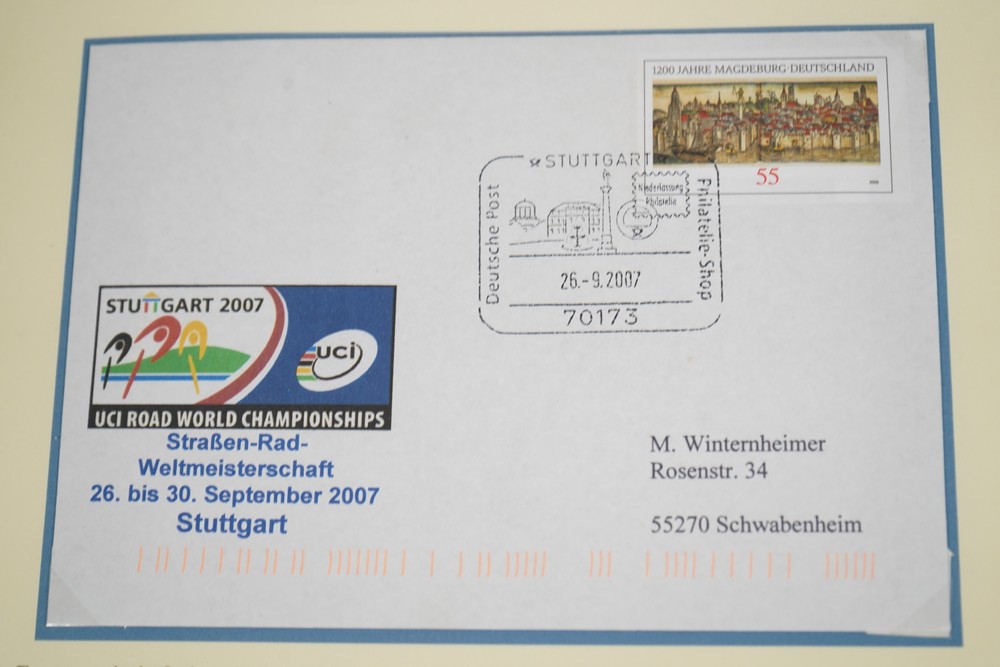 1200 JAHRE MAGDEBURG·DEUTSCHLAND
55
STUTTGART
Deutsche Post
Niederlassung
Philatelie
Philatelie-Shop
26.-9.2007
70173
STUTTGART 2007
uci
UCI ROAD WORLD CHAMPIONSHIPS
Straßen-Rad-
Weltmeisterschaft
26. bis 30. September 2007
Stuttgart
M. Winternheimer
Rosenstr. 34
55270 Schwabenheim